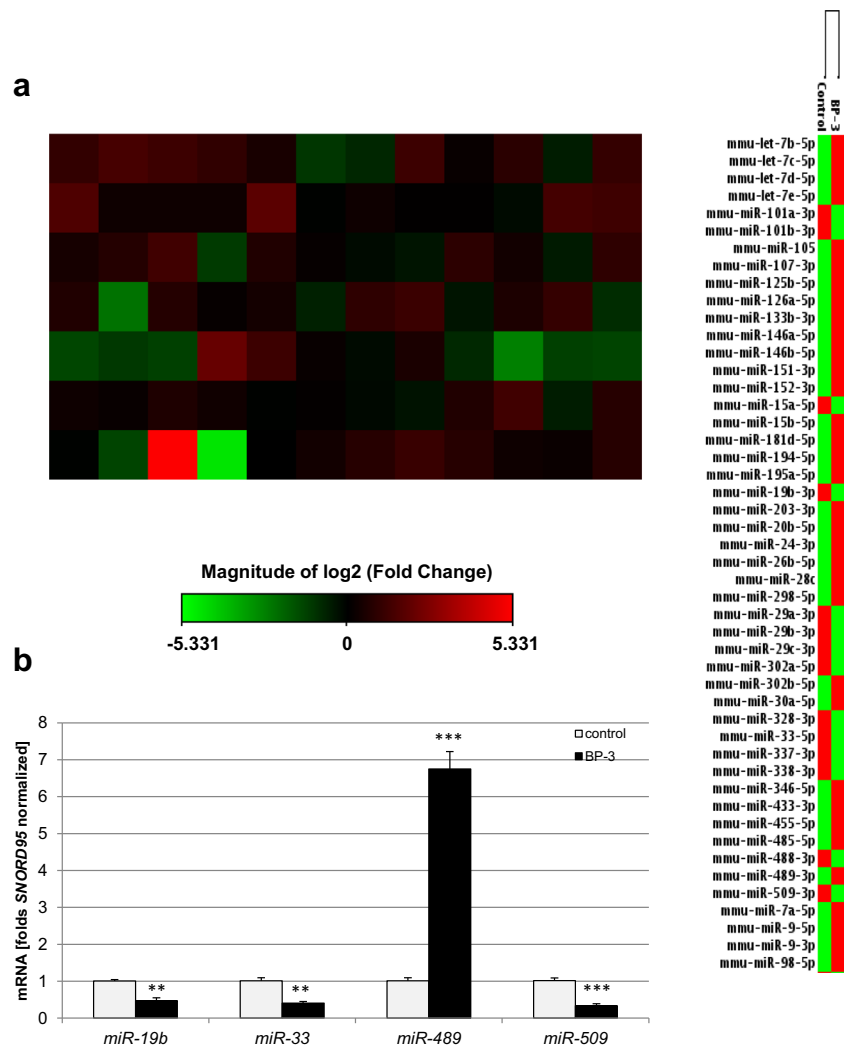 a
Magnitude of log2 (Fold Change)
-5.331 0 5.331
b
mRNA [folds SNORD95 normalized]
8
7
6
5
4
3
2
1
0
control
BP-3
**
**
***
***
miR-19b miR-33 miR-489 miR-509
Control
BP-3
mmu-let-7b-5p
mmu-let-7c-5p
mmu-let-7d-5p
mmu-let-7e-5p
mmu-miR-101a-3p
mmu-miR-101b-3p
mmu-miR-105
mmu-miR-107-3p
mmu-miR-125b-5p
mmu-miR-126a-5p
mmu-miR-133b-3p
mmu-miR-146a-5p
mmu-miR-146b-5p
mmu-miR-151-3p
mmu-miR-152-3p
mmu-miR-15a-5p
mmu-miR-15b-5p
mmu-miR-181d-5p
mmu-miR-194-5p
mmu-miR-195a-5p
mmu-miR-19b-3p
mmu-miR-203-3p
mmu-miR-20b-5p
mmu-miR-24-3p
mmu-miR-26b-5p
mmu-miR-28c
mmu-miR-298-5p
mmu-miR-29a-3p
mmu-miR-29b-3p
mmu-miR-29c-3p
mmu-miR-302a-5p
mmu-miR-302b-5p
mmu-miR-30a-5p
mmu-miR-328-3p
mmu-miR-33-5p
mmu-miR-337-3p
mmu-miR-338-3p
mmu-miR-346-5p
mmu-miR-433-3p
mmu-miR-455-5p
mmu-miR-485-5p
mmu-miR-488-3p
mmu-miR-489-3p
mmu-miR-509-3p
mmu-miR-7a-5p
mmu-miR-9-5p
mmu-miR-9-3p
mmu-miR-98-5p